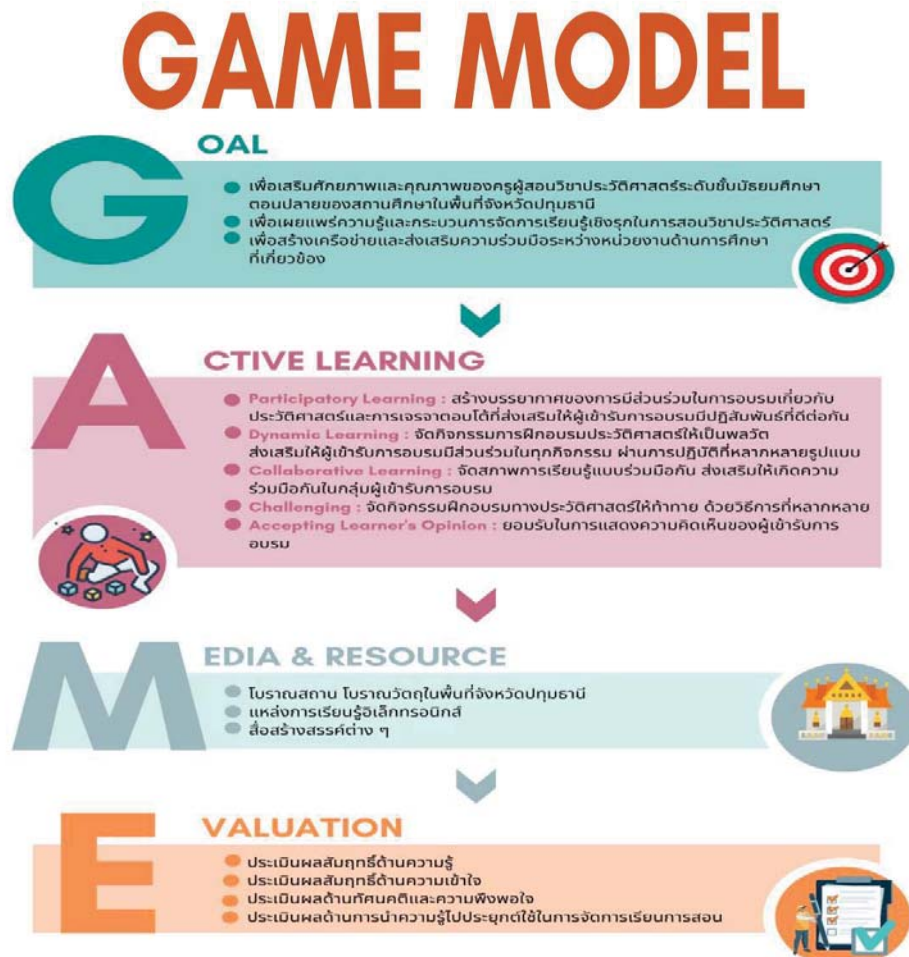 GAME MODEL
GOAL
เพื่อเสริมศักยภาพและคุณภาพของครูผู้สอนวิชาประวัติศาสตร์ระดับชั้นมัธยมศึกษา
ตอนปลายของสถานศึกษาในพื้นที่จังหวัดปทุมธานี
เพื่อเผยแพร่ความรู้และกระบวนการจัดการเรียนรู้เชิงรุกในการสอนวิชาประวัติศาสตร์
เพื่อสร้างเครือข่ายและส่งเสริมความร่วมมือระหว่างหน่วยงานด้านการศึกษา
ที่เกี่ยวข้อง
ACTIVE LEARNING
Participatory Learning : สร้างบรรยากาศของการมีส่วนร่วมในการอบรมเกี่ยวกับ
ประวัติศาสตร์และการเจรจาตอบโต้ที่ส่งเสริมให้ผู้เข้ารับการอบรมมีปฏิสัมพันธ์ที่ดีต่อกัน
Dynamic Learning : จัดกิจกรรมการฝึกอบรมประวัติศาสตร์ให้เป็นพลวัต
ส่งเสริมให้ผู้เข้ารับการอบรมมีส่วนร่วมในทุกกิจกรรม ผ่านการปฏิบัติที่หลากหลายรูปแบบ
Collaborative Learning : จัดสภาพการเรียนรู้แบบร่วมมือกัน ส่งเสริมให้เกิดความ
ร่วมมือกันในกลุ่มผู้เข้ารับการอบรม
Challenging : จัดกิจกรรมฝึกอบรมทางประวัติศาสตร์ให้ท้าทาย ด้วยวิธีการที่หลากหลาย
Accepting Learner's Opinion : ยอมรับในการแสดงความคิดเห็นของผู้เข้ารับการ
อบรม
MEDIA & RESOURCE
โบราณสถาน โบราณวัตถุในพื้นที่จังหวัดปทุมธานี
แหล่งการเรียนรู้อิเล็กทรอนิกส์
สื่อสร้างสรรค์ต่าง ๆ
EVALUATION
ประเมินผลสัมฤทธิ์ด้านความรู้
ประเมินผลสัมฤทธิ์ด้านความเข้าใจ
ประเมินผลด้านทัศนคติและความพึงพอใจ
ประเมินผลด้านการนำความรู้ไปประยุกต์ใช้ในการจัดการเรียนการสอน